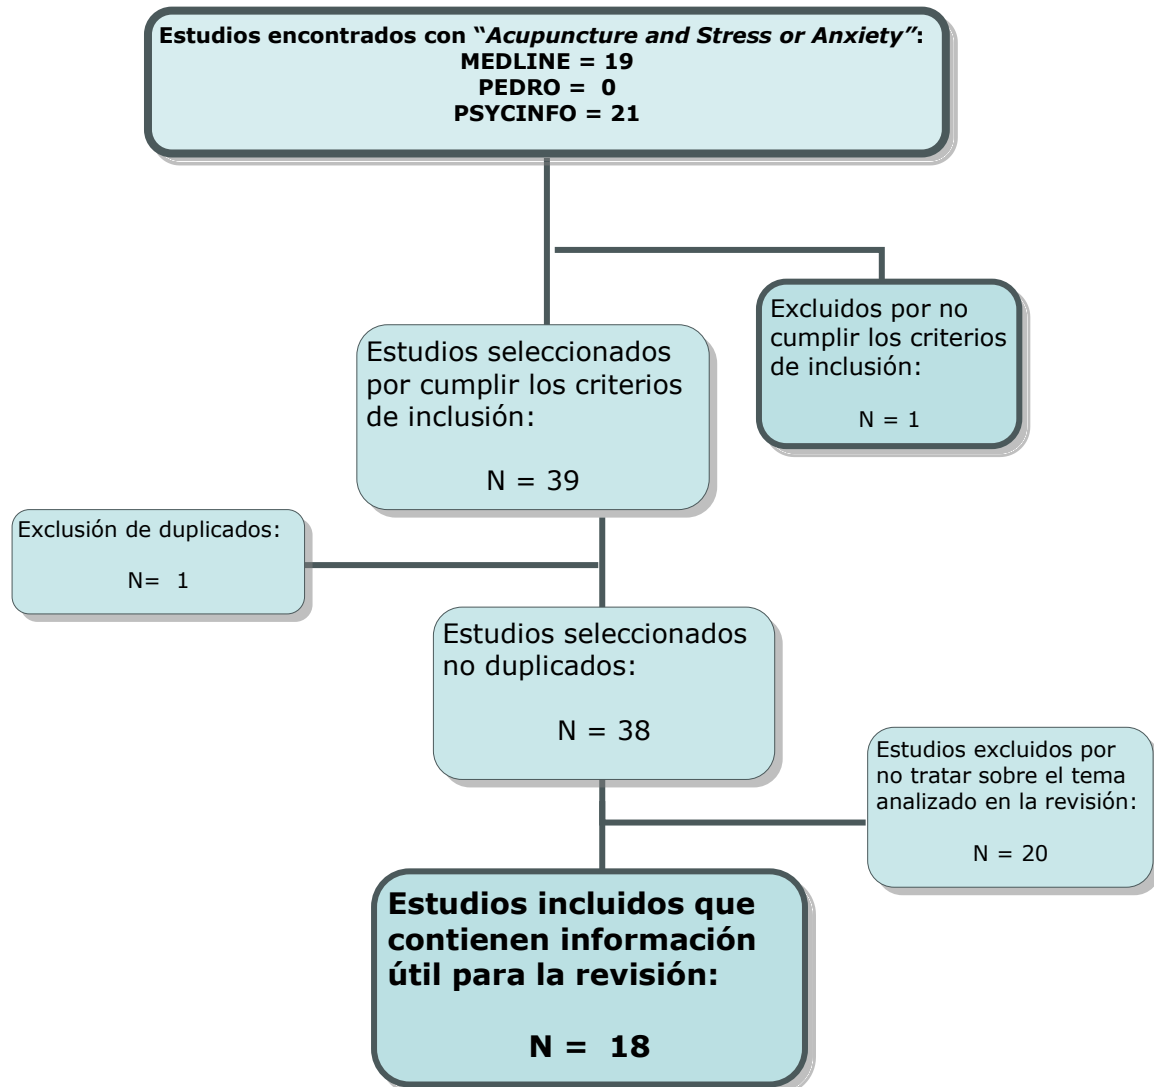 Estudios encontrados con “Acupuncture and Stress or Anxiety”:
MEDLINE = 19
PEDRO = 0
PSYCINFO = 21
Excluidos por no
cumplir los criterios
de inclusión:
N = 1
Estudios seleccionados
por cumplir los criterios
de inclusión:
N = 39
Exclusión de duplicados:
N= 1
Estudios seleccionados
no duplicados:
N = 38
Estudios excluidos por
no tratar sobre el tema
analizado en la revisión:
N = 20
Estudios incluidos que
contienen información
útil para la revisión:
N = 18